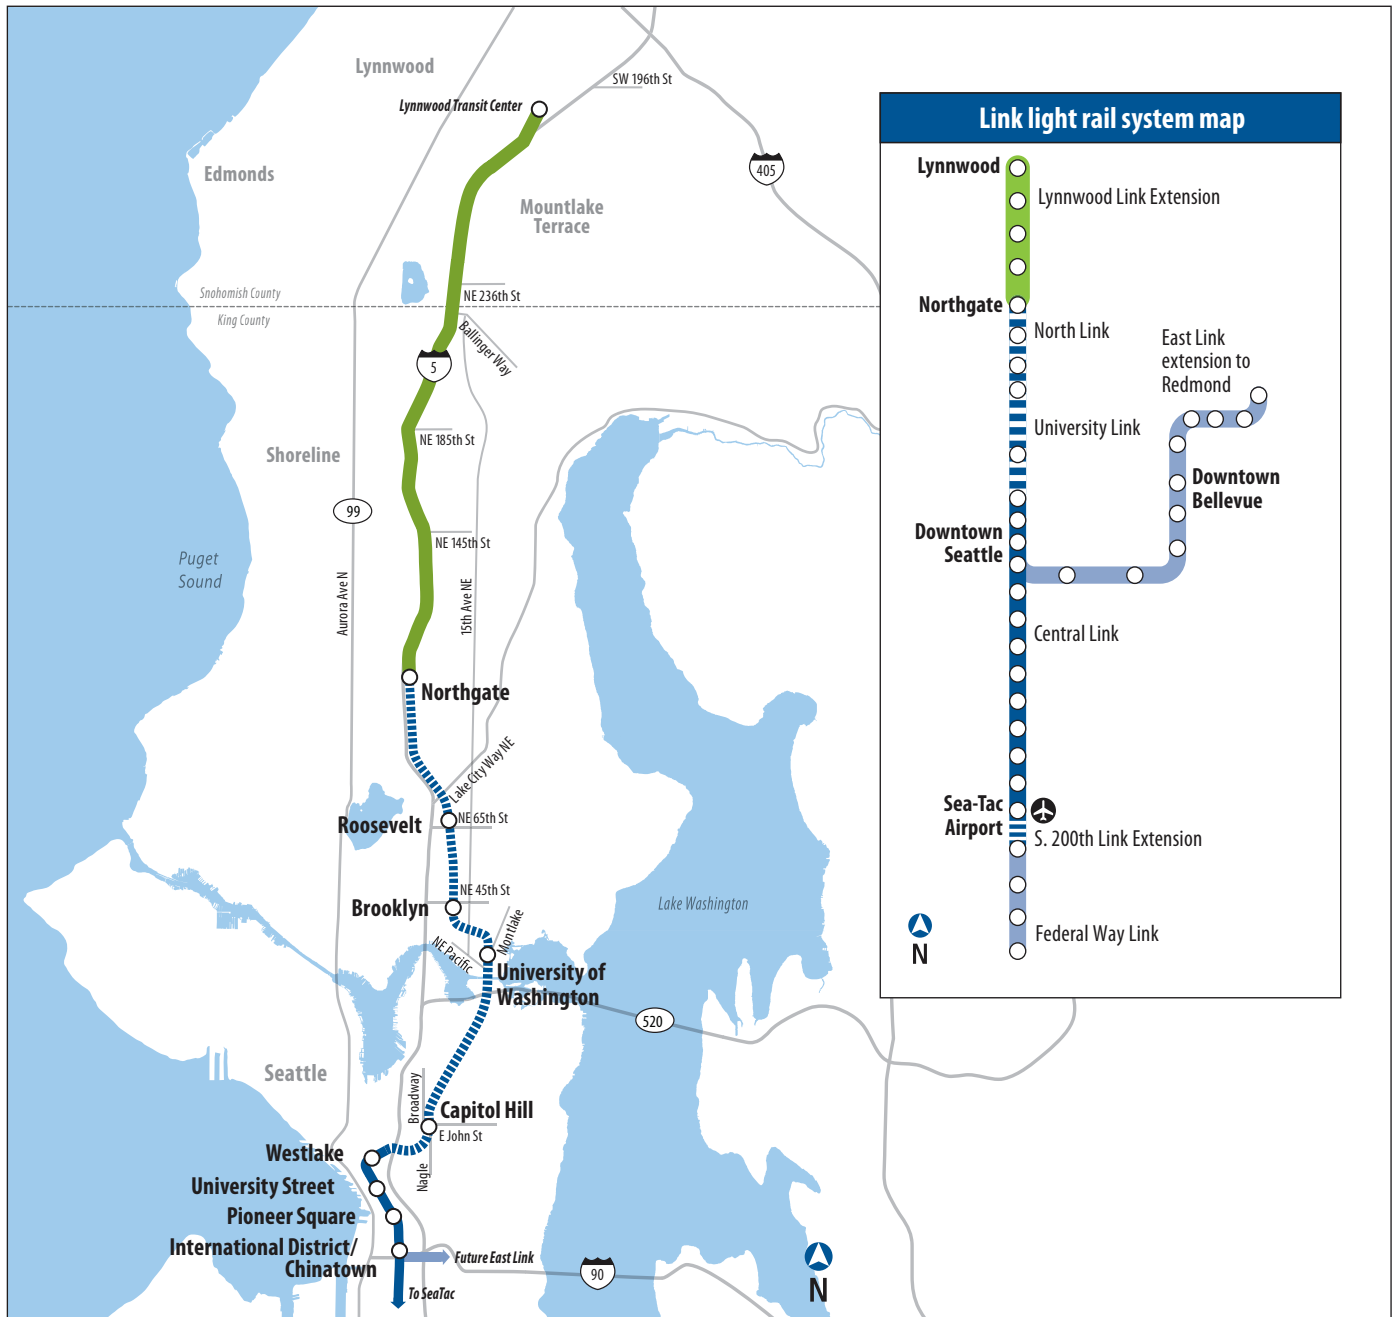 Lynnwood
SW 196th St
Lynnwood Transit Center
405
Edmonds
Mountlake
Terrace
Snohomish County
King County
NE 236th St
Ballinger Way
5
NE 185th St
Shoreline
99
NE 145th St
Puget
Sound
Aurora Ave N
15th Ave NE
Northgate
Lake City Way NE
Roosevelt
NE 65th St
Brooklyn
NE 45th St
Montlake
NE Pacific
University of
Washington
Lake Washington
520
Seattle
Broadway
Capitol Hill
E John St
Nagle
Westlake
University Street
Pioneer Square
International District/
Chinatown
Future East Link
To SeaTac
90
N
Link light rail system map
Lynnwood
Lynnwood Link Extension
Northgate
North Link
East Link
extension to
Redmond
University Link
Downtown
Bellevue
Downtown
Seattle
Central Link
Sea-Tac
Airport
S. 200th Link Extension
Federal Way Link
N